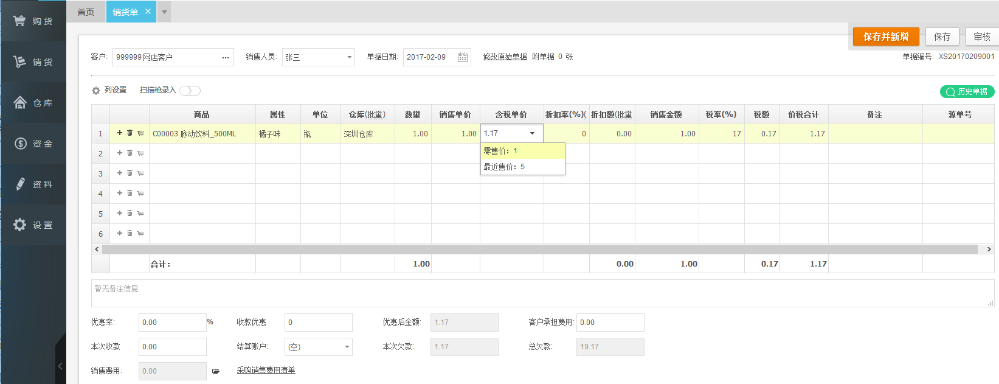 购货
销货
仓库
资金
资料
设置
首页 销货单
保存并新增 保存 审核
客户: 999999 网店客户 ... 销售人员: 张三 单据日期: 2017-02-09 修改原始单据 附单据 0 张 单据编号: XS20170209001
列设置 扫描枪录入 历史单据
商品 属性 单位 仓库(批量) 数量 销售单价 含税单价 折扣率(%)( 折扣额(批量 销售金额 税率(%) 税额 价税合计 备注 源单号
1 C00003 脉动饮料_500ML 橘子味 瓶 深圳仓库 1.00 1.00 1.17 0 0.00 1.00 17 0.17 1.17
零售价: 1
最近售价: 5
2
3
4
5
6
合计: 1.00 0.00 1.00 0.17 1.17
暂无备注信息
优惠率: 0.00 % 收款优惠 0 优惠后金额: 1.17 客户承担费用: 0.00
本次收款 0.00 结算账户: (空) 本次欠款: 1.17 总欠款: 19.17
销售费用: 0.00 采购销售费用清单